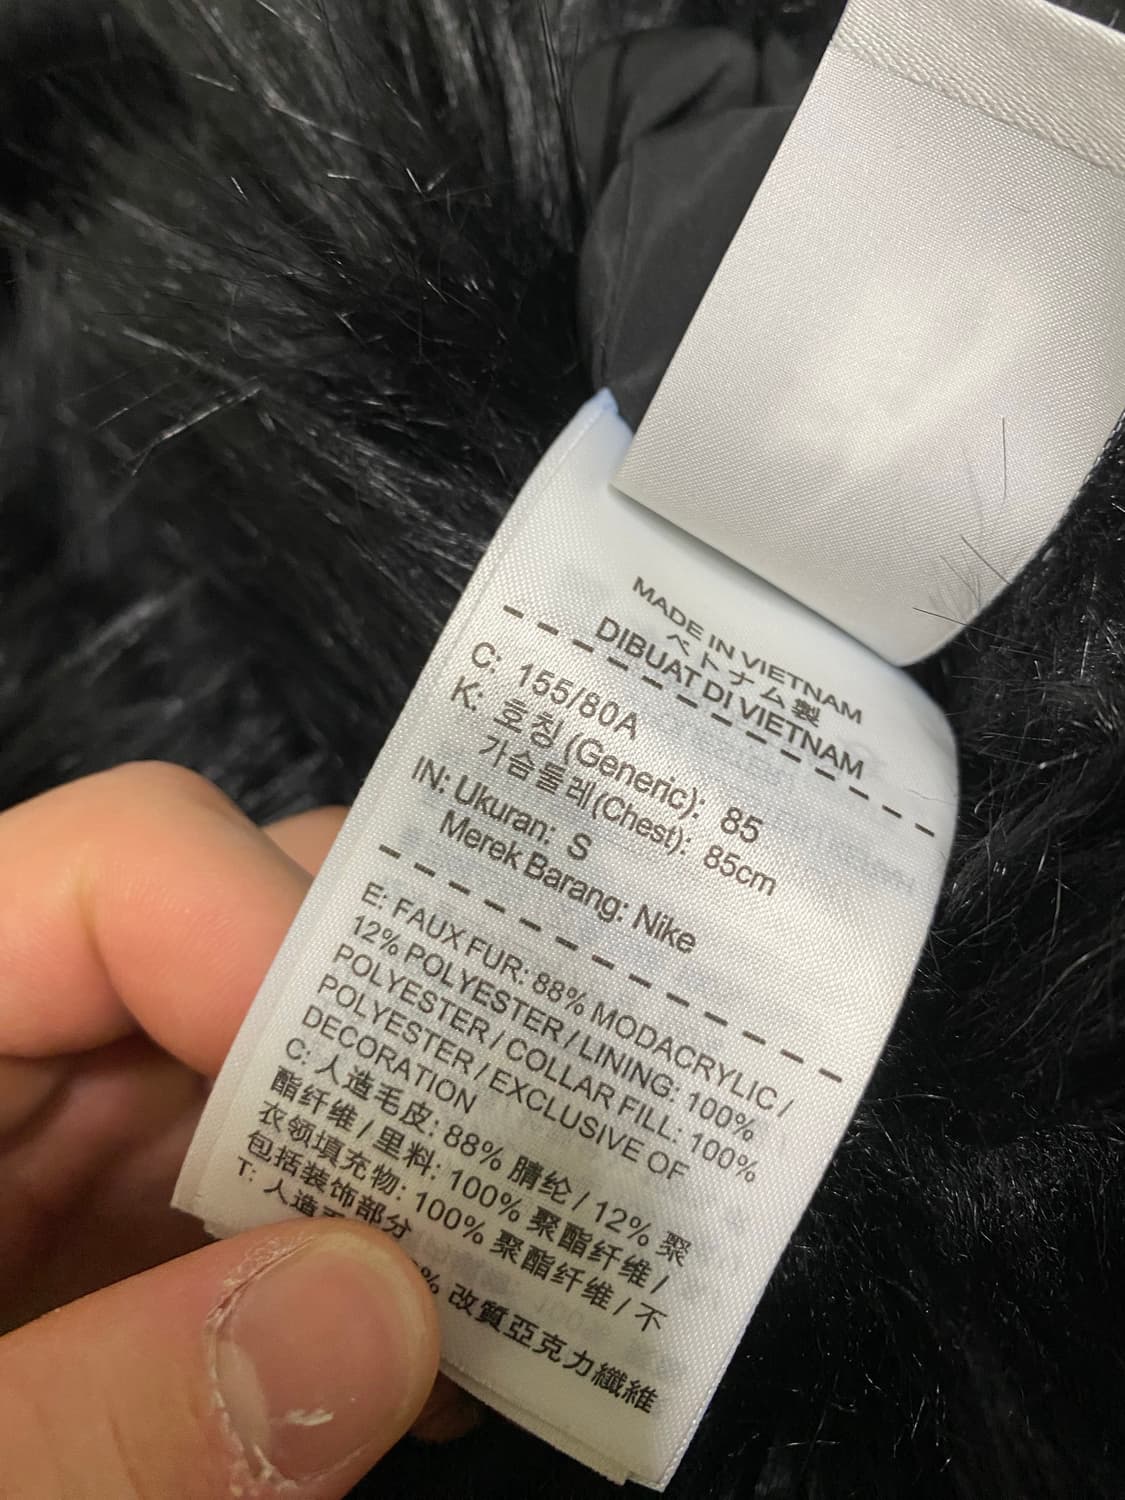 MADE IN VIETNAM
ベトナム製
DIBUAT DI VIETNAM
C: 155/80A
K: 호칭 (Generic): 85
가슴둘레(Chest): 85cm
IN: Ukuran: S
Merek Barang: Nike
E: FAUX FUR: 88% MODACRYLIC /
12% POLYESTER / LINING: 100%
POLYESTER / COLLAR FILL: 100%
POLYESTER / EXCLUSIVE OF
DECORATION
C: 人造毛皮: 88% 腈纶 / 12% 聚
酯纤维 / 里料: 100% 聚酯纤维 /
衣领填充物: 100% 聚酯纤维 / 不
包括装饰部分
T: 人造
% 改質亞克力纖維